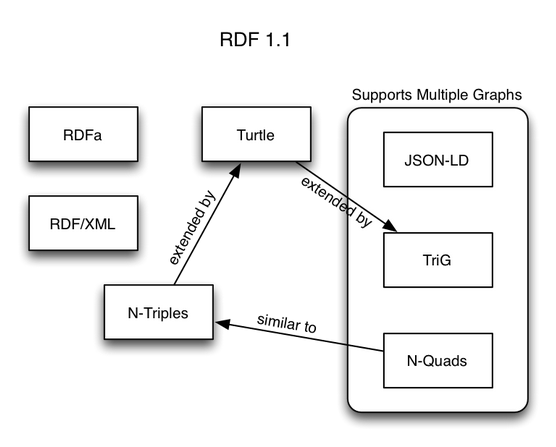 RDF 1.1
Supports Multiple Graphs
RDFa
Turtle
JSON-LD
extended by
RDF/XML
extended by
TriG
N-Triples
similar to
N-Quads